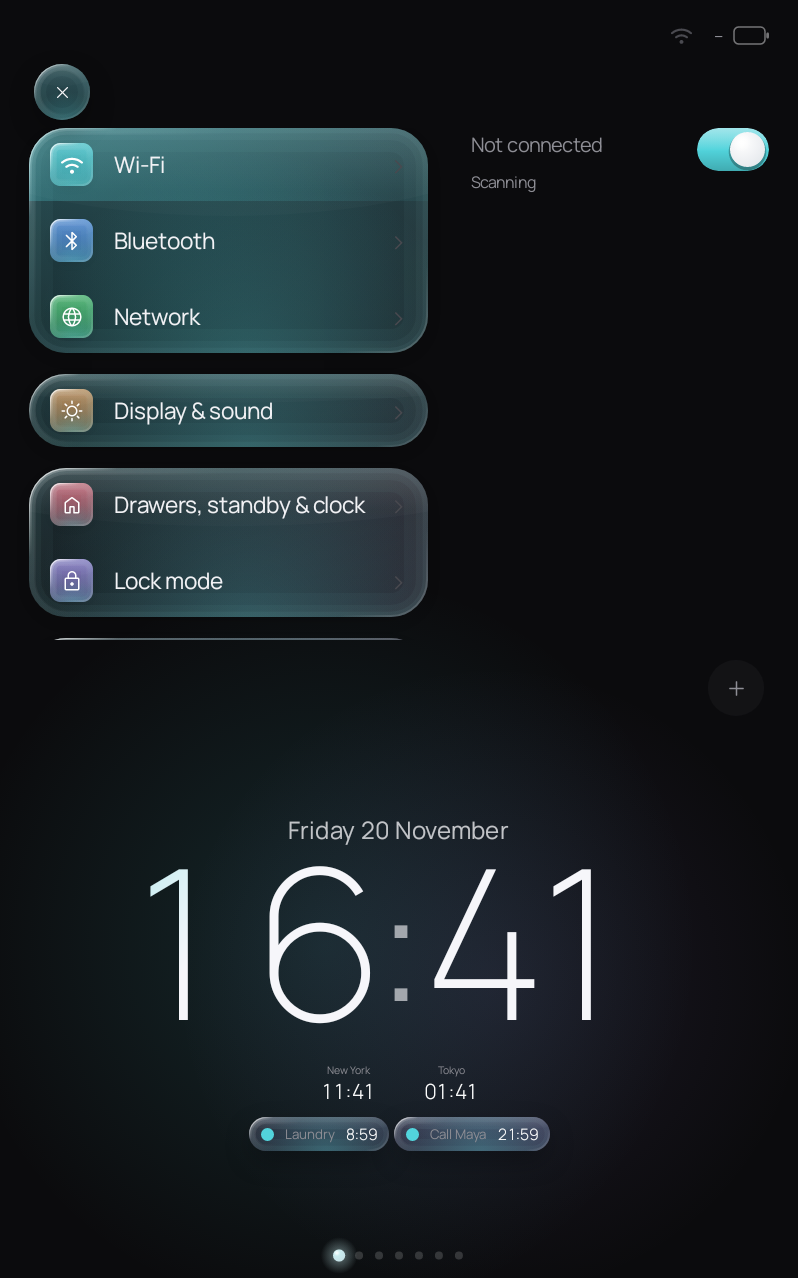 –
Wi-Fi
Not connected
Scanning
Bluetooth
Network
Display & sound
Drawers, standby & clock
Lock mode
Friday 20 November
16:41
New York Tokyo
11:41 01:41
Laundry 8:59 Call Maya 21:59